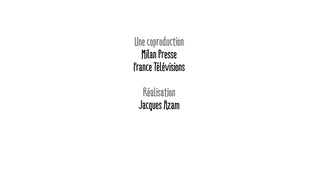 Une coproduction
Milan Presse
France Télévisions
Réalisation
Jacques Azam